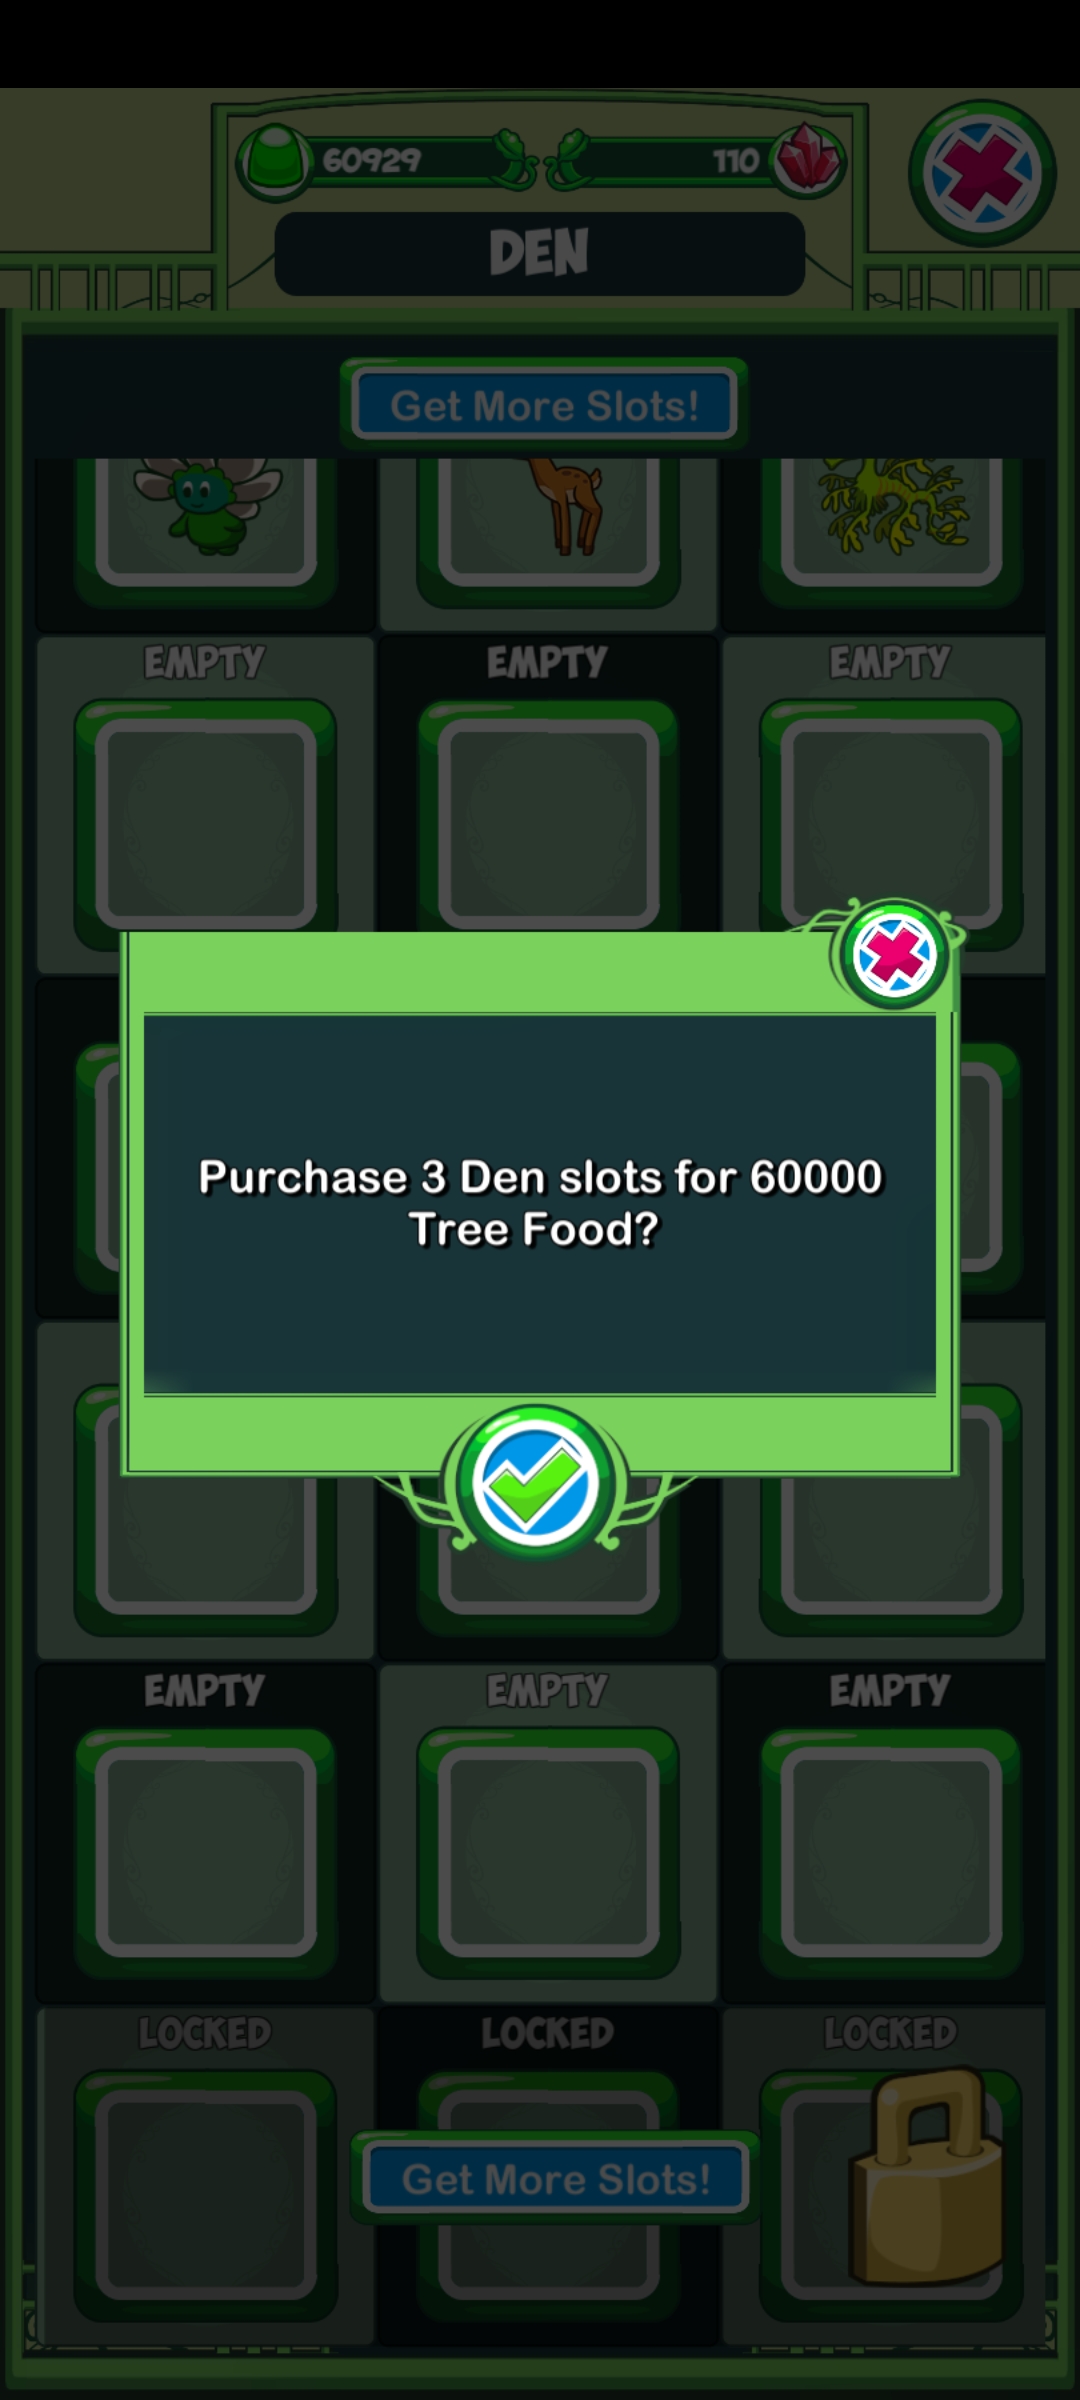 60929
110
DEN
Get More Slots!
EMPTY EMPTY EMPTY
Purchase 3 Den slots for 60000
Tree Food?
EMPTY EMPTY EMPTY
LOCKED LOCKED LOCKED
Get More Slots!